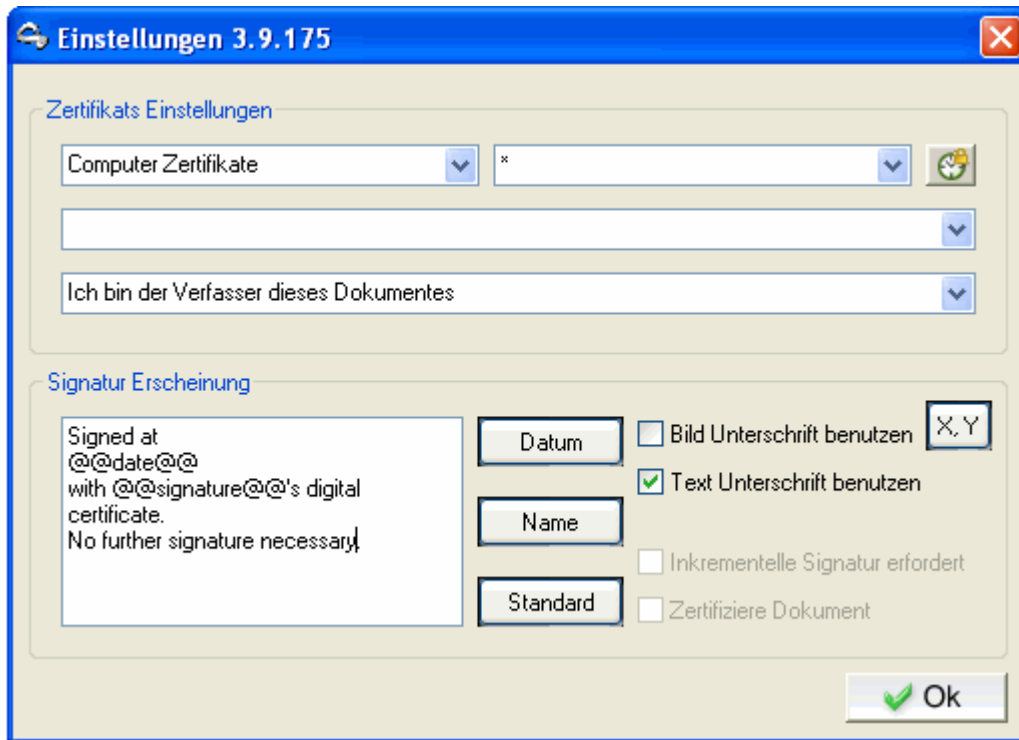 Einstellungen 3.9.175
Zertifikats Einstellungen
Computer Zertifikate
*
Ich bin der Verfasser dieses Dokumentes
Signatur Erscheinung
Signed at
@@date@@
with @@signature@@'s digital
certificate.
No further signature necessary.
Datum
Name
Standard
Bild Unterschrift benutzen
X, Y
Text Unterschrift benutzen
Inkrementelle Signatur erfordert
Zertifiziere Dokument
Ok